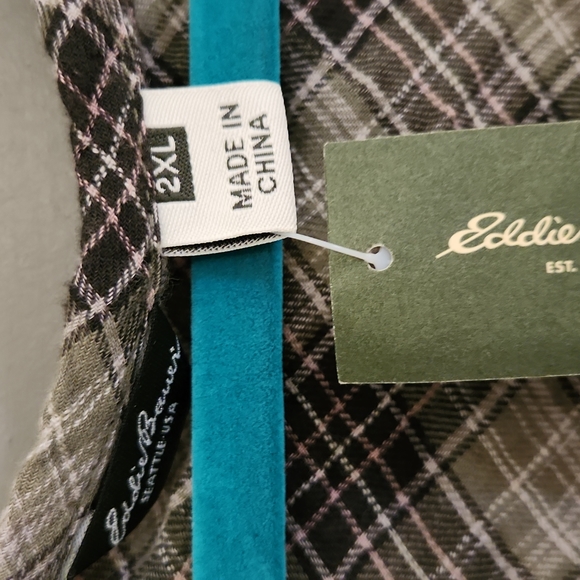 2XL
MADE IN
CHINA
Eddie
EST.
Eddie Bauer
SEATTLE·USA